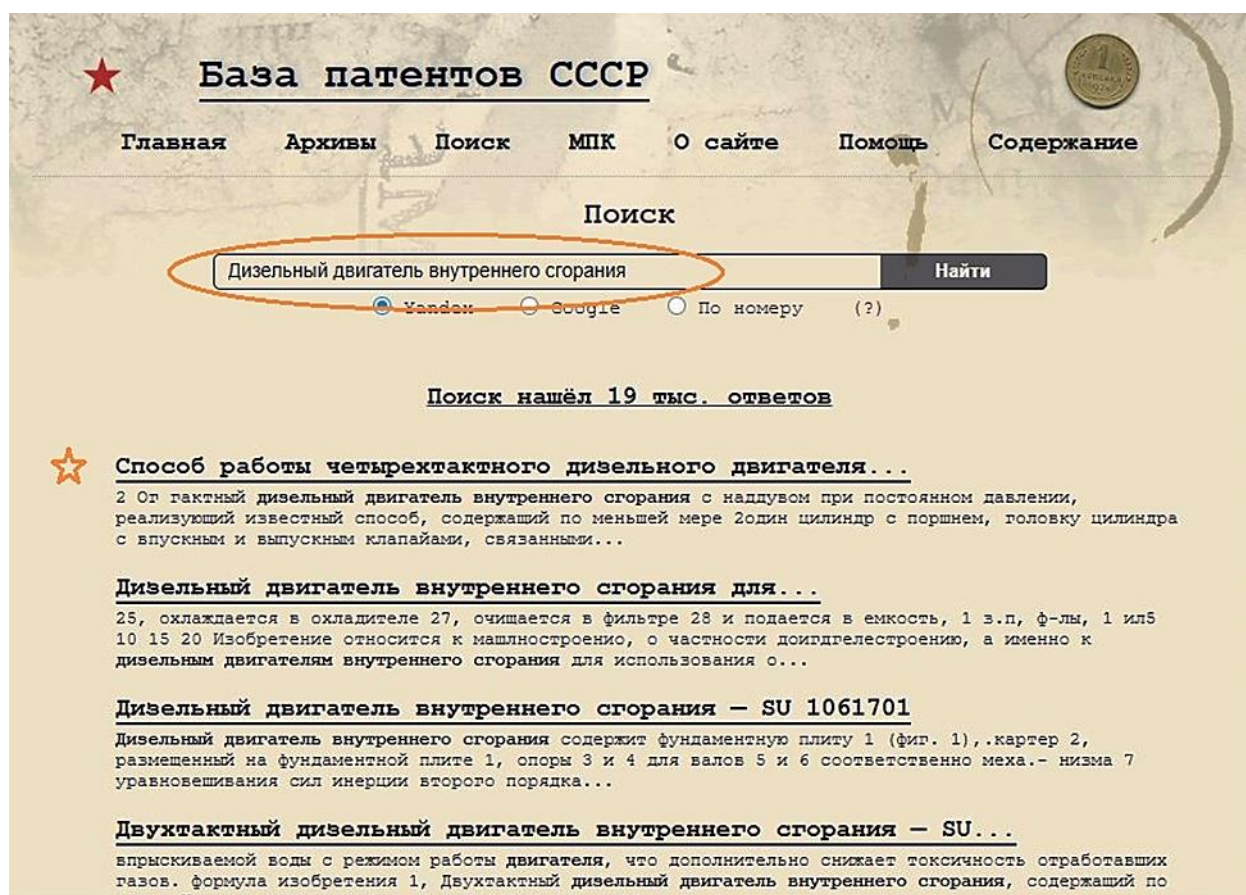 База патентов СССР
1
Главная Архивы Поиск МПК О сайте Помощь Содержание
Поиск
Дизельный двигатель внутреннего сгорания Найти
Yandex Google По номеру (?)
Поиск нашёл 19 тыс. ответов
Способ работы четырехтактного дизельного двигателя...
2 Ог гактный дизельный двигатель внутреннего сгорания с наддувом при постоянном давлении,
реализующий известный способ, содержащий по меньшей мере 2один цилиндр с поршнем, головку цилиндра
с впускным и выпускным клапайами, связанными...
Дизельный двигатель внутреннего сгорания для...
25, охлаждается в охладителе 27, очищается в фильтре 28 и подается в емкость, 1 з.п, ф-лы, 1 ил5
10 15 20 Изобретение относится к машлностроенио, о частности доигдгелестроению, а именно к
дизельным двигателям внутреннего сгорания для использования о...
Дизельный двигатель внутреннего сгорания — SU 1061701
Дизельный двигатель внутреннего сгорания содержит фундаментную плиту 1 (фиг. 1),.картер 2,
размещенный на фундаментной плите 1, опоры 3 и 4 для валов 5 и 6 соответственно меха.- низма 7
уравновешивания сил инерции второго порядка...
Двухтактный дизельный двигатель внутреннего сгорания — SU...
впрыскиваемой воды с режимом работы двигателя, что дополнительно снижает токсичность отработавших
газов. формула изобретения 1, Двухтактный дизельный двигатель внутреннего сгорания, содержащий по